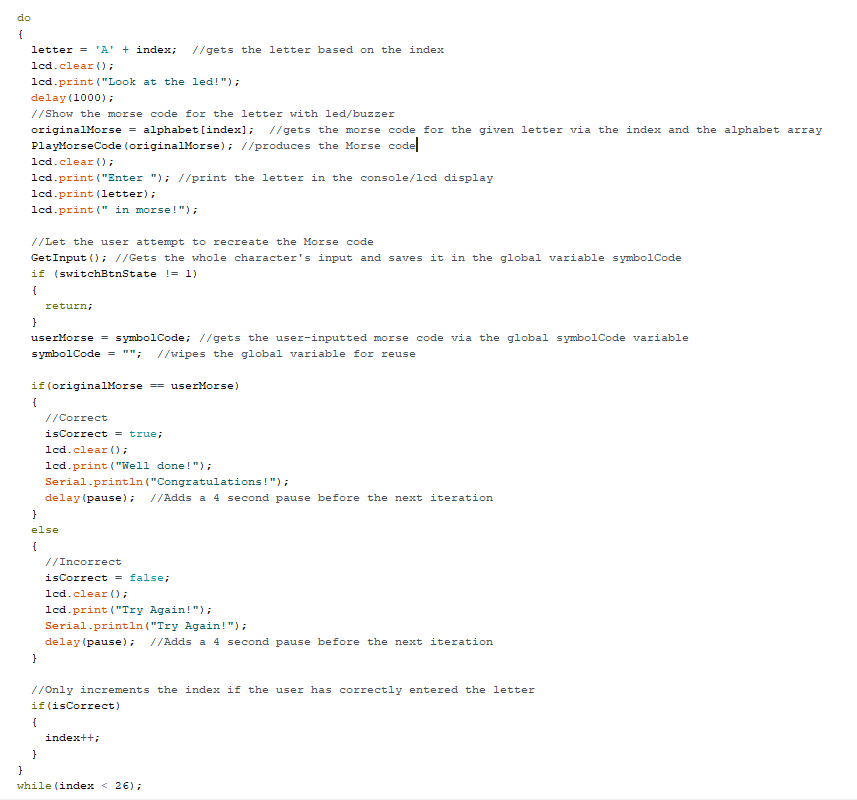 do
{
letter = 'A' + index;  //gets the letter based on the index
lcd.clear();
lcd.print("Look at the led!");
delay(1000);
//Show the morse code for the letter with led/buzzer
originalMorse = alphabet[index];  //gets the morse code for the given letter via the index and the alphabet array
PlayMorseCode(originalMorse); //produces the Morse code
lcd.clear();
lcd.print("Enter "); //print the letter in the console/lcd display
lcd.print(letter);
lcd.print(" in morse!");
//Let the user attempt to recreate the Morse code
GetInput(); //Gets the whole character's input and saves it in the global variable symbolCode
if (switchBtnState != 1)
{
return;
}
userMorse = symbolCode; //gets the user-inputted morse code via the global symbolCode variable
symbolCode = "";  //wipes the global variable for reuse
if(originalMorse == userMorse)
{
//Correct
isCorrect = true;
lcd.clear();
lcd.print("Well done!");
Serial.println("Congratulations!");
delay(pause);  //Adds a 4 second pause before the next iteration
}
else
{
//Incorrect
isCorrect = false;
lcd.clear();
lcd.print("Try Again!");
Serial.println("Try Again!");
delay(pause);  //Adds a 4 second pause before the next iteration
}
//Only increments the index if the user has correctly entered the letter
if(isCorrect)
{
index++;
}
}
while(index < 26);